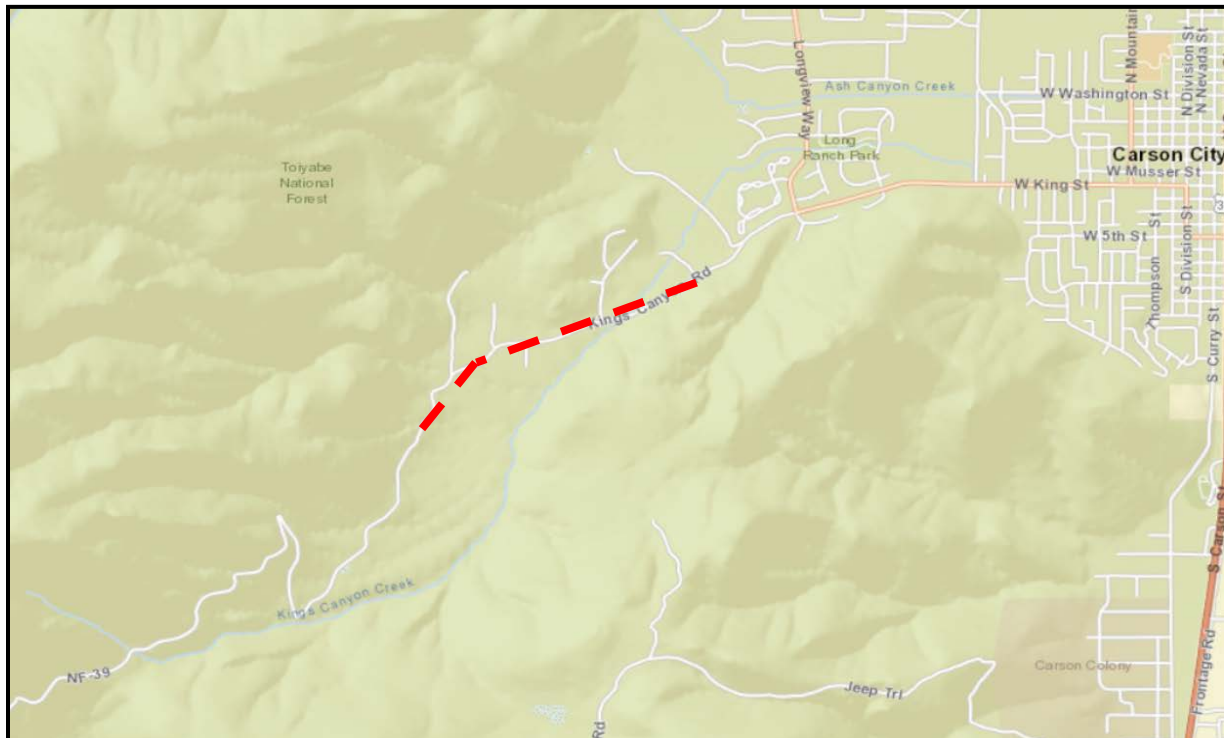 N Mountain
N Division St
N Nevada St
Longview Way
Ash Canyon Creek
W Washington St
Long
Ranch Park
Carson City
W Musser St
Toiyabe
National
Forest
W King St
3
W 5th St
Thompson St
S Division St
Kings Canyon Rd
S Curry St
S Carson St
Kings Canyon Creek
NF-39
Carson Colony
Jeep Trl
Frontage Rd
Rd